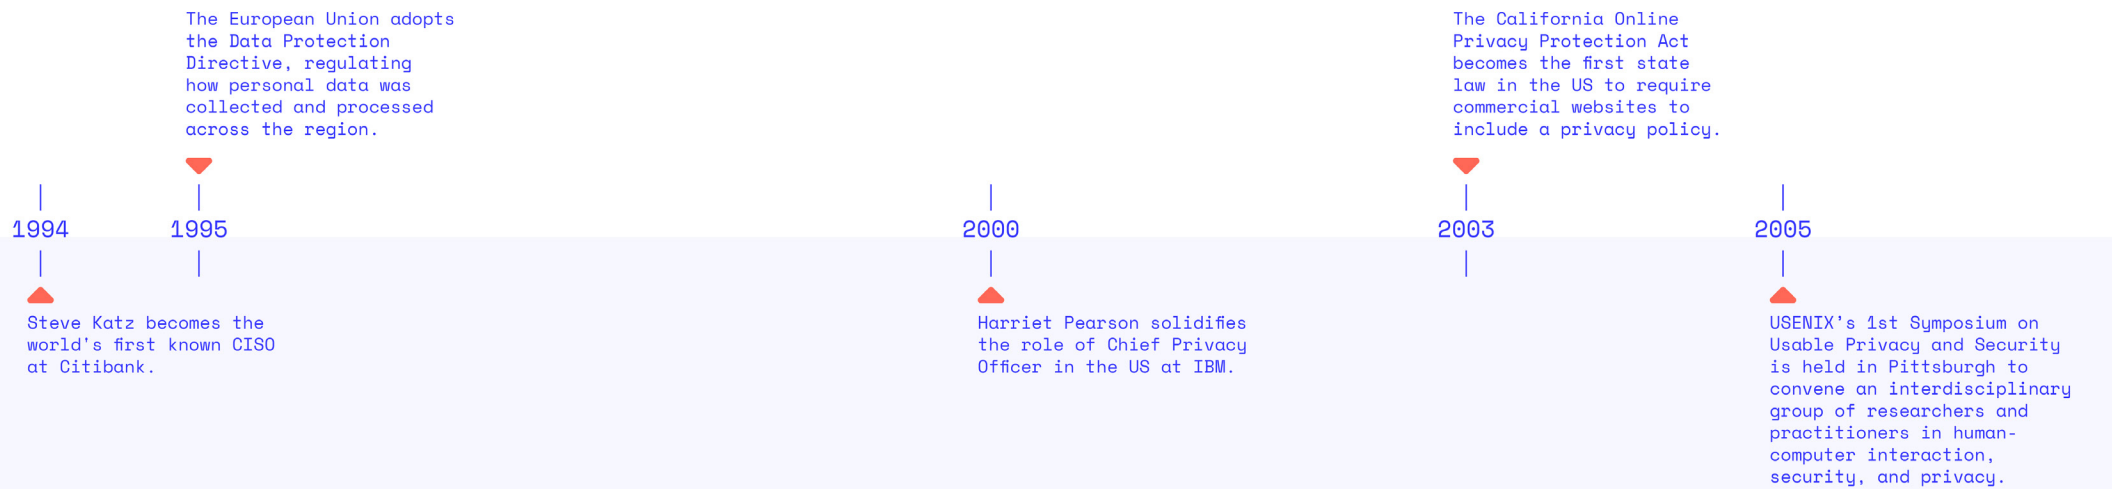 The European Union adopts
the Data Protection
Directive, regulating
how personal data was
collected and processed
across the region.
The California Online
Privacy Protection Act
becomes the first state
law in the US to require
commercial websites to
include a privacy policy.
1994 1995 2000 2003 2005
Steve Katz becomes the
world's first known CISO
at Citibank.
Harriet Pearson solidifies
the role of Chief Privacy
Officer in the US at IBM.
USENIX’s 1st Symposium on
Usable Privacy and Security
is held in Pittsburgh to
convene an interdisciplinary
group of researchers and
practitioners in human-
computer interaction,
security, and privacy.